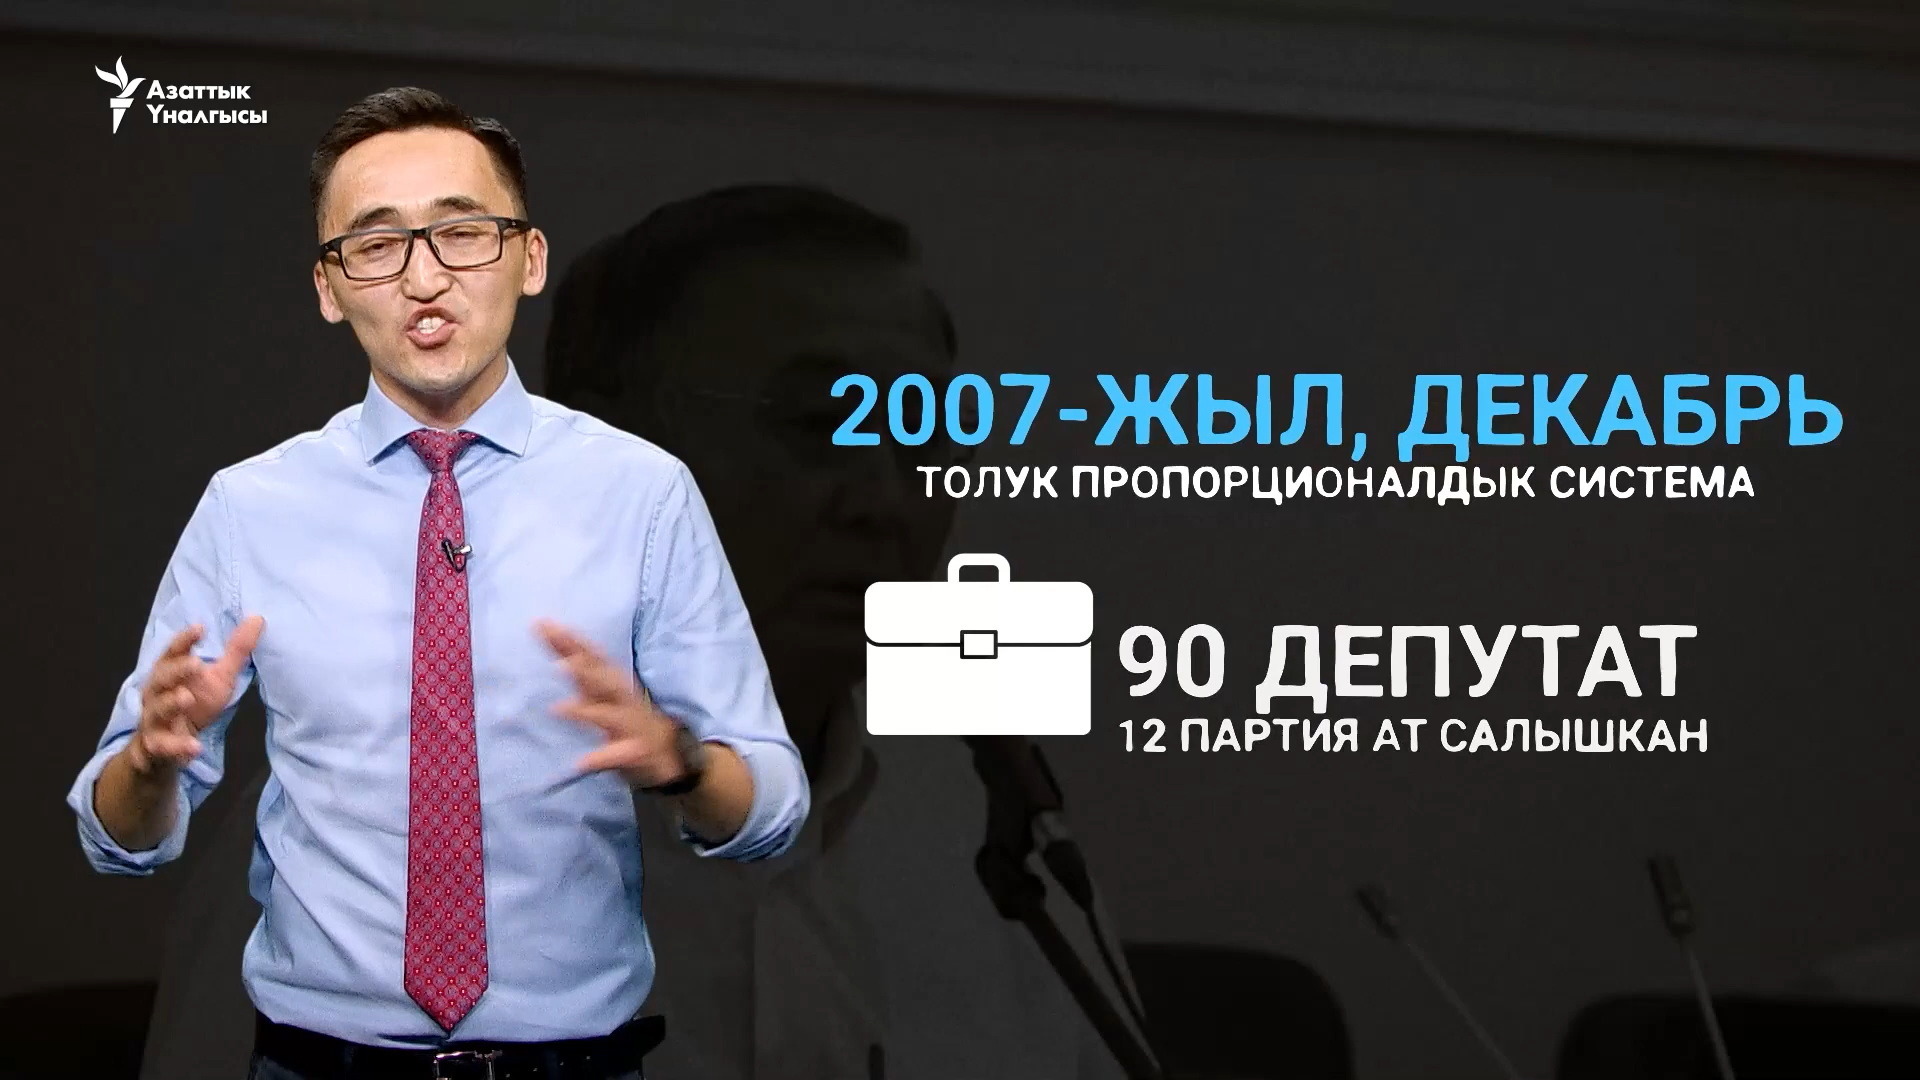 Азаттык
Үналгысы
2007-ЖЫЛ, ДЕКАБРЬ
ТОЛУК ПРОПОРЦИОНАЛДЫК СИСТЕМА
90 ДЕПУТАТ
12 ПАРТИЯ АТ САЛЫШКАН